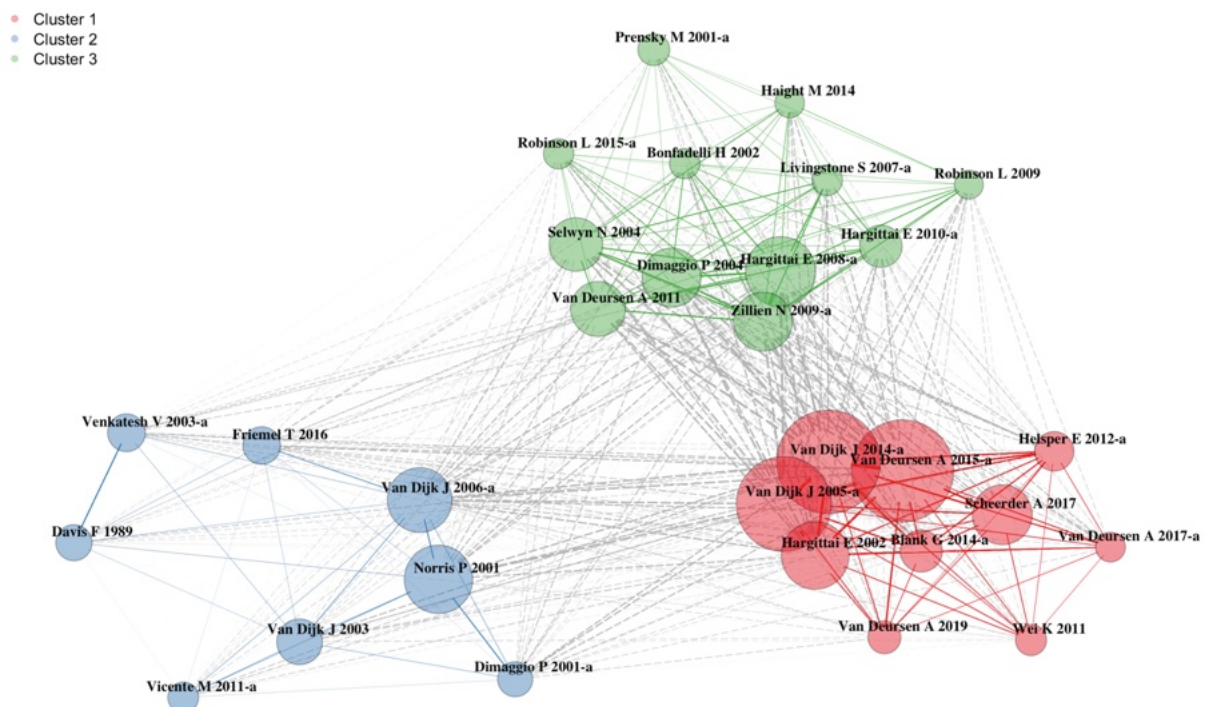 Cluster 1
Cluster 2
Cluster 3
Prensky M 2001-a
Haight M 2014
Robinson L 2015-a
Bonfadelli H 2002
Livingstone S 2007-a
Robinson L 2009
Selwyn N 2004
Hargittai E 2010-a
Dimaggio P 2004
Hargittai E 2008-a
Van Deursen A 2011
Zillien N 2009-a
Venkatesh V 2003-a
Friemel T 2016
Helsper E 2012-a
Van Dijk J 2014-a
Van Deursen A 2015-a
Van Dijk J 2006-a
Van Dijk J 2005-a
Scheerder A 2017
Davis F 1989
Hargittai E 2002
Blank G 2014-a
Van Deursen A 2017-a
Norris P 2001
Van Dijk J 2003
Van Deursen A 2019
Wei K 2011
Dimaggio P 2001-a
Vicente M 2011-a